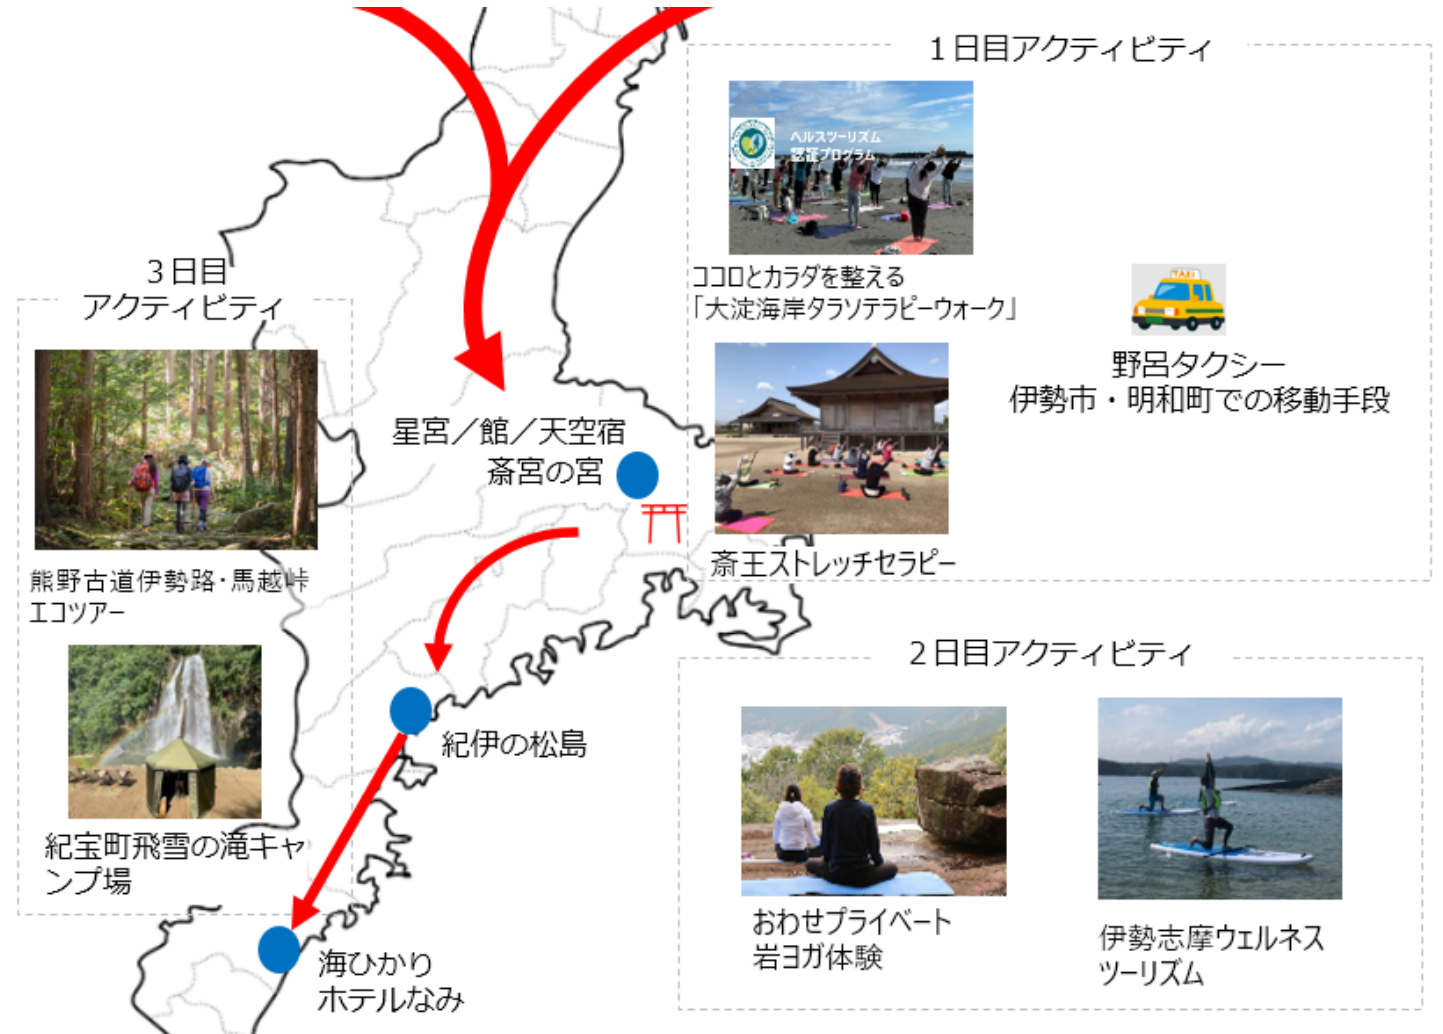 １日目アクティビティ
ヘルスツーリズム
認証プログラム
ココロとカラダを整える
「大淀海岸タラソテラピーウォーク」
TAXI
野呂タクシー
伊勢市・明和町での移動手段
斎王ストレッチセラピー
３日目
アクティビティ
熊野古道伊勢路・馬越峠
エコツアー
紀宝町飛雪の滝キャ
ンプ場
星宮／館／天空宿
斎宮の宮
紀伊の松島
海ひかり
ホテルなみ
２日目アクティビティ
おわせプライベート
岩ヨガ体験
伊勢志摩ウェルネス
ツーリズム